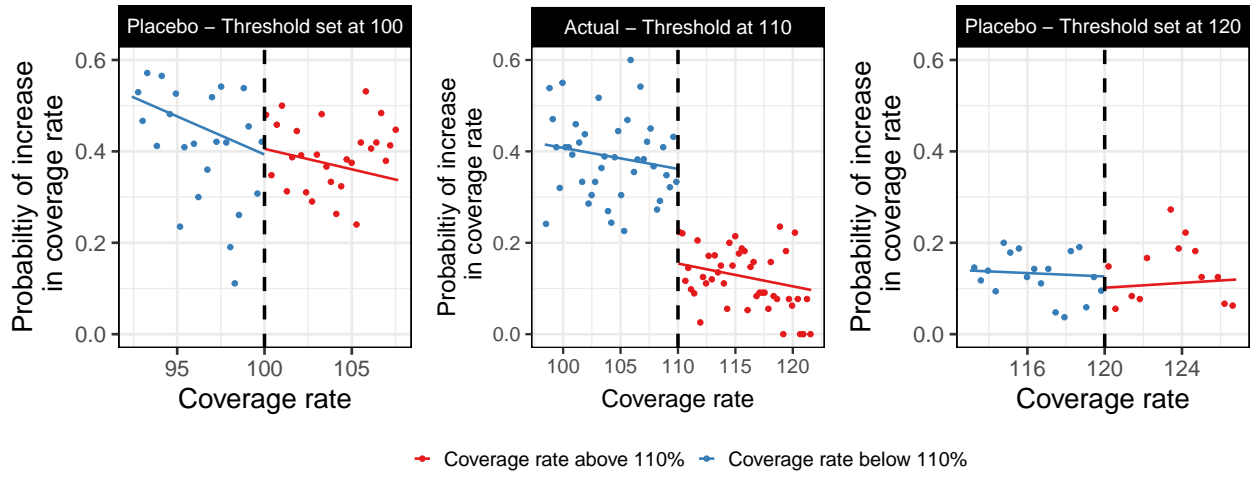 Placebo – Threshold set at 100
Probabiltiy of increase
in coverage rate
0.6
0.4
0.2
0.0
95
100
105
Coverage rate
Actual – Threshold at 110
Probabiltiy of increase
in coverage rate
0.6
0.4
0.2
0.0
100
105
110
115
120
Coverage rate
Placebo – Threshold set at 120
Probabiltiy of increase
in coverage rate
0.6
0.4
0.2
0.0
116
120
124
Coverage rate
Coverage rate above 110%
Coverage rate below 110%